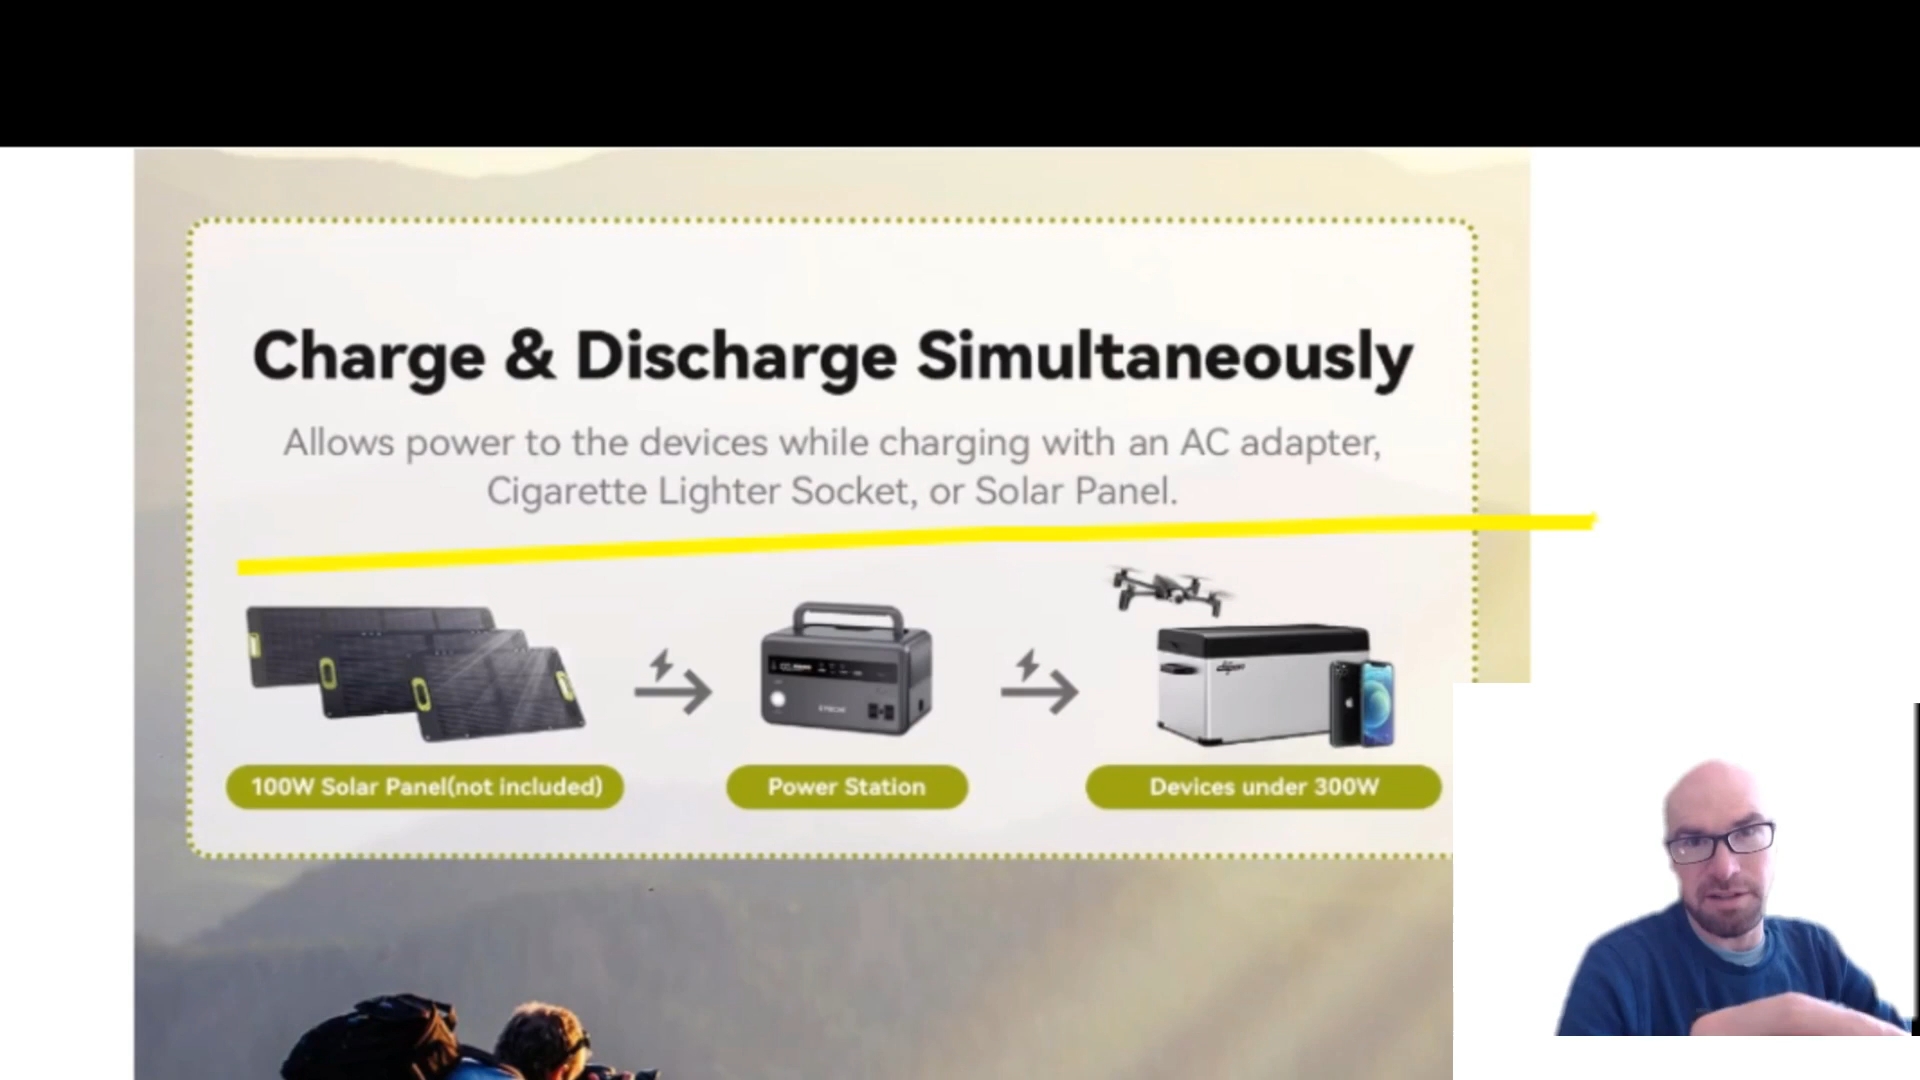 Charge & Discharge Simultaneously
Allows power to the devices while charging with an AC adapter,
Cigarette Lighter Socket, or Solar Panel.
100W Solar Panel(not included)
Power Station
Devices under 300W